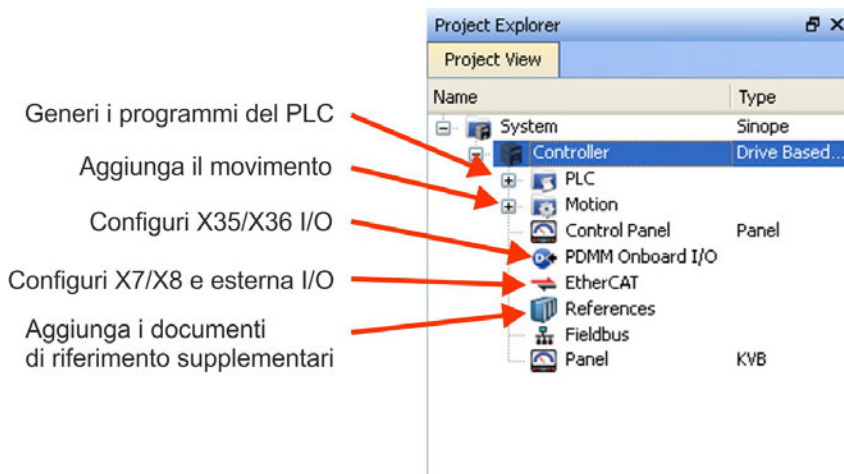 Project Explorer
Project View
Name Type
Generi i programmi del PLC
Aggiunga il movimento
Configuri X35/X36 I/O
Configuri X7/X8 e esterna I/O
Aggiunga i documenti
di riferimento supplementari
System Sinope
Controller Drive Based...
PLC
Motion
Control Panel Panel
PDMM Onboard I/O
EtherCAT
References
Fieldbus
Panel KVB